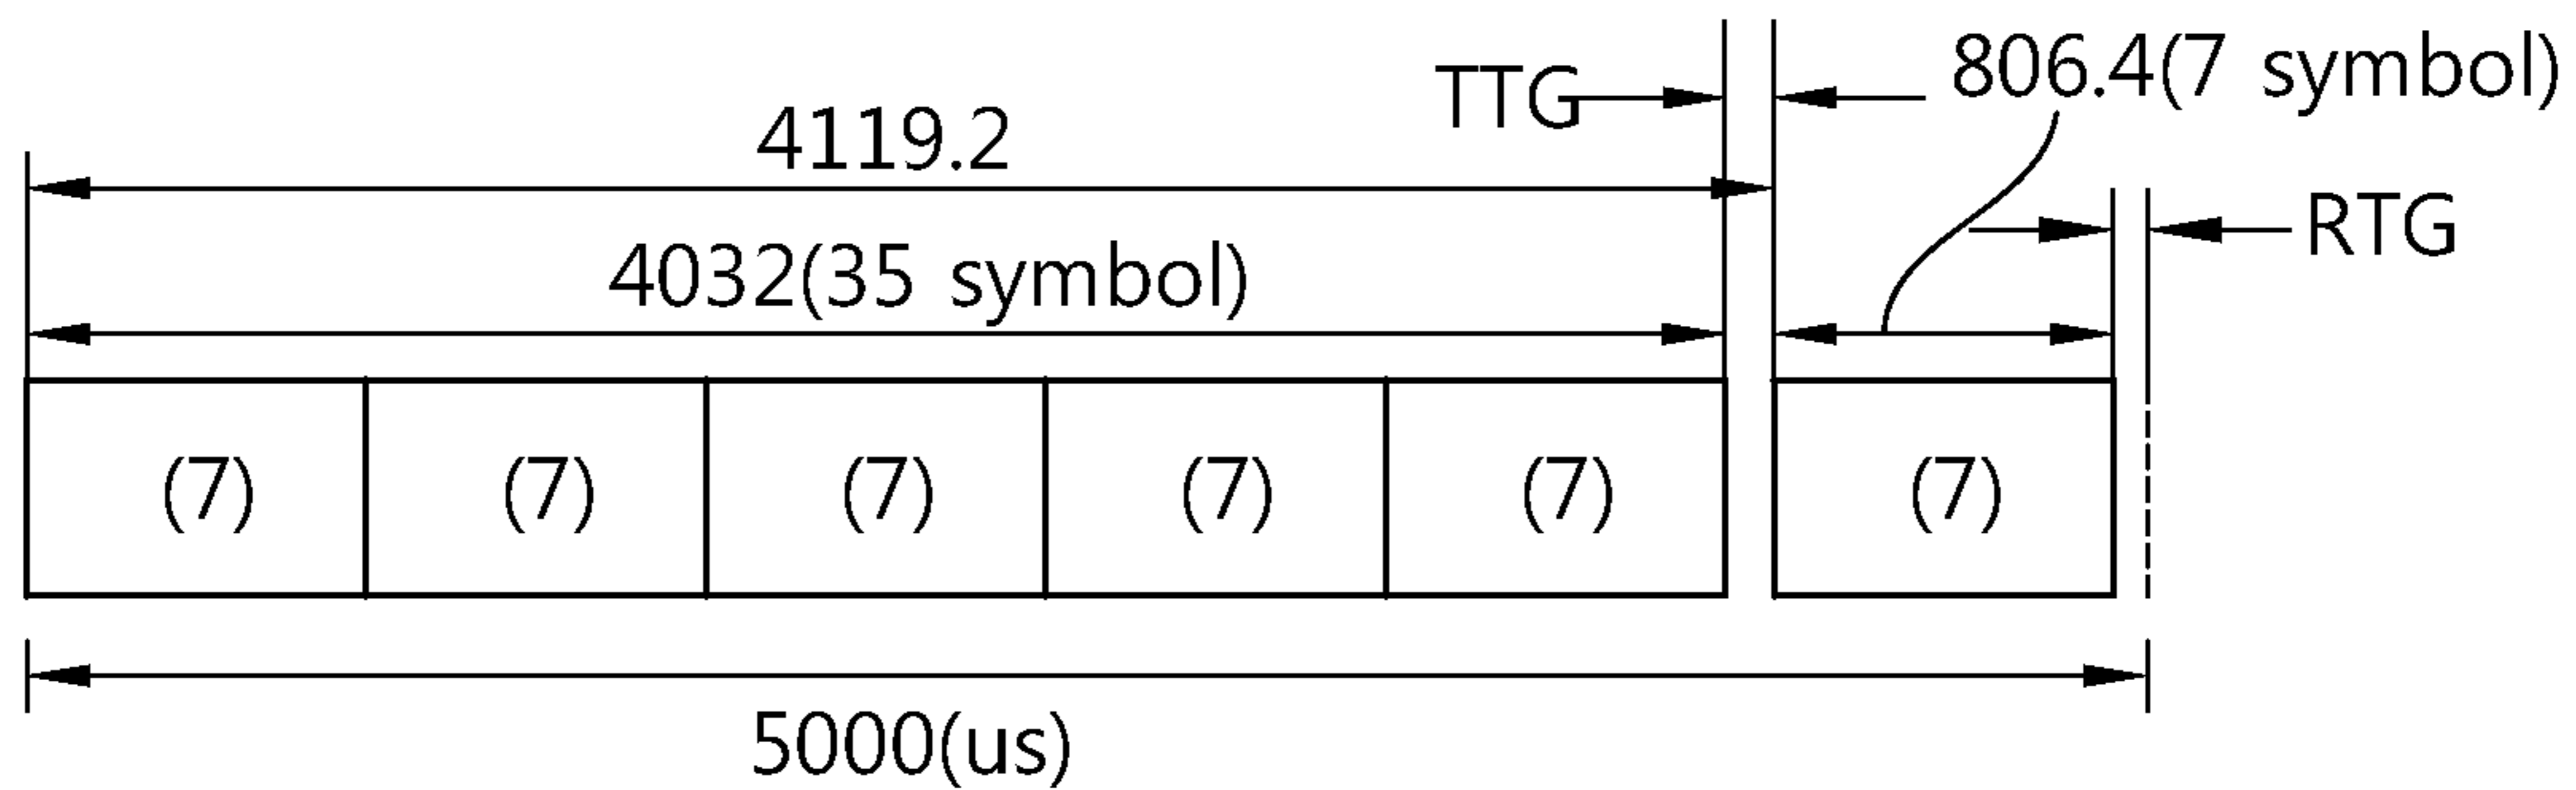 TTG
806.4(7 symbol)
4119.2
RTG
4032(35 symbol)
(7) (7) (7) (7) (7) (7)
5000(us)